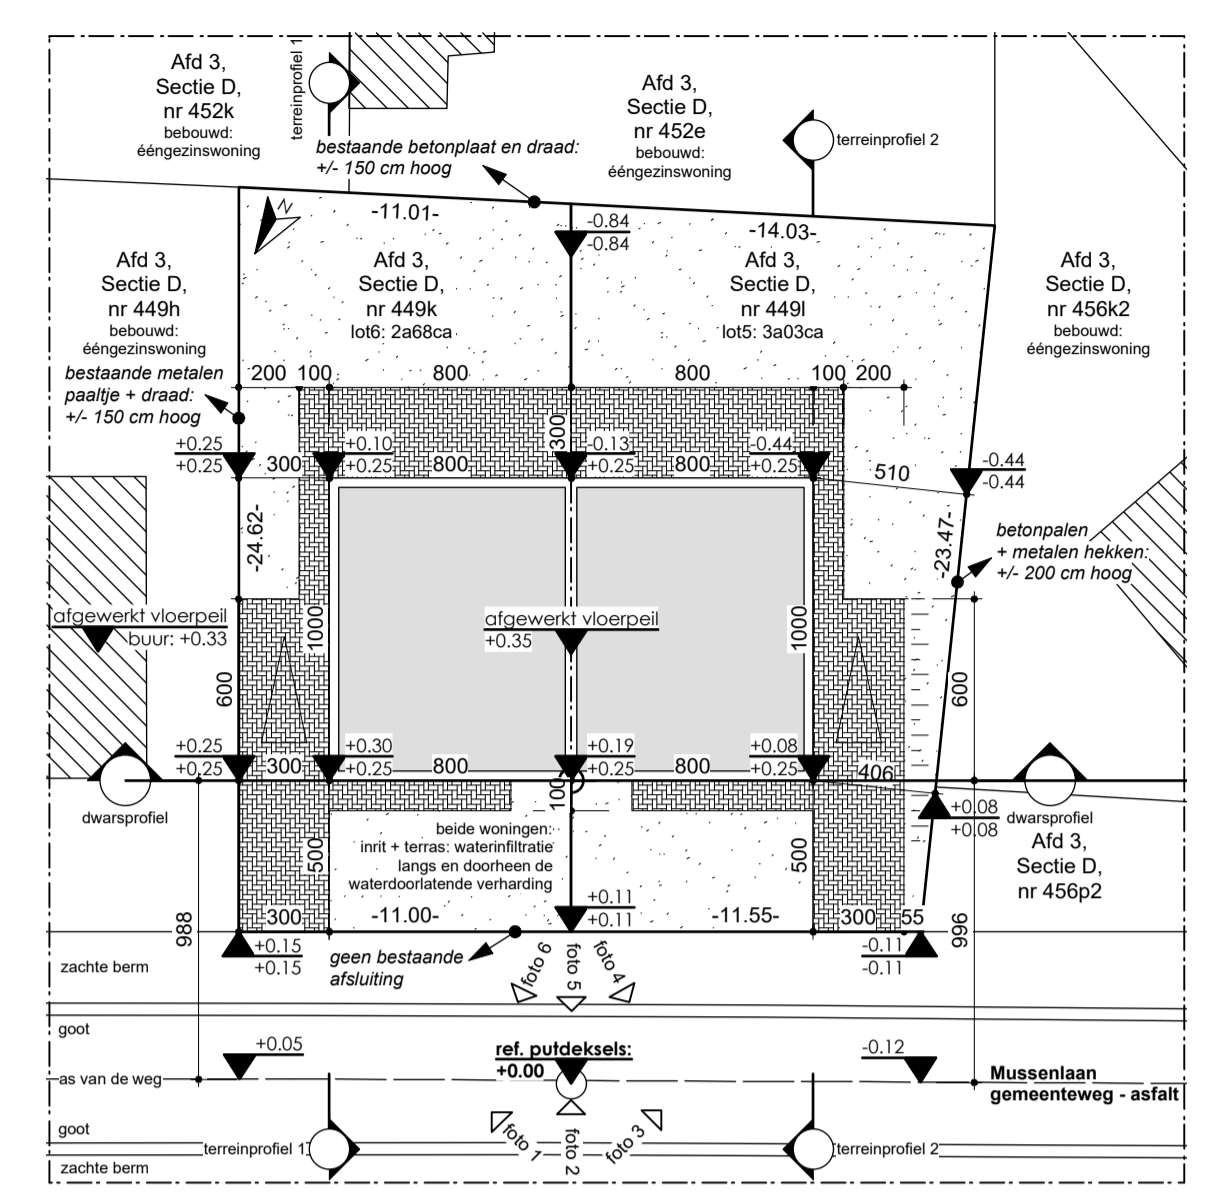 Afd 3,
Sectie D,
nr 452k
bebouwd:
ééngezinswoning
terreinprofiel 1
Afd 3,
Sectie D,
nr 452e
bebouwd:
ééngezinswoning
terreinprofiel 2
bestaande betonplaat en draad:
+/- 150 cm hoog
N
-11.01-
-0.84
-0.84
-14.03-
Afd 3,
Sectie D,
nr 449h
bebouwd:
ééngezinswoning
Afd 3,
Sectie D,
nr 449k
lot6: 2a68ca
Afd 3,
Sectie D,
nr 449l
lot5: 3a03ca
Afd 3,
Sectie D,
nr 456k2
bebouwd:
ééngezinswoning
bestaande metalen
paaltje + draad:
+/- 150 cm hoog
200 100 800 800 100 200
+0.25
+0.25
300
+0.10
+0.25
800
300
-0.13
+0.25
800
-0.44
+0.25
510
-0.44
-0.44
-24.62-
-23.47-
betonpalen
+ metalen hekken:
+/- 200 cm hoog
afgewerkt vloerpeil
buur: +0.33
1000
afgewerkt vloerpeil
+0.35
1000
600
600
+0.25
+0.25
300
+0.30
+0.25
800
+0.19
+0.25
800
+0.08
+0.25
406
100
dwarsprofiel
+0.08
+0.08
dwarsprofiel
Afd 3,
Sectie D,
nr 456p2
beide woningen:
inrit + terras: waterinfiltratie
langs en doorheen de
waterdoorlatende verharding
500
500
300
-11.00-
+0.11
+0.11
-11.55-
300
55
988
996
+0.15
+0.15
geen bestaande
afsluiting
foto 6
foto 5
foto 4
-0.11
-0.11
zachte berm
goot
+0.05
ref. putdeksels:
+0.00
-0.12
as van de weg
Mussenlaan
gemeenteweg - asfalt
goot
terreinprofiel 1
foto 1
foto 2
foto 3
terreinprofiel 2
zachte berm